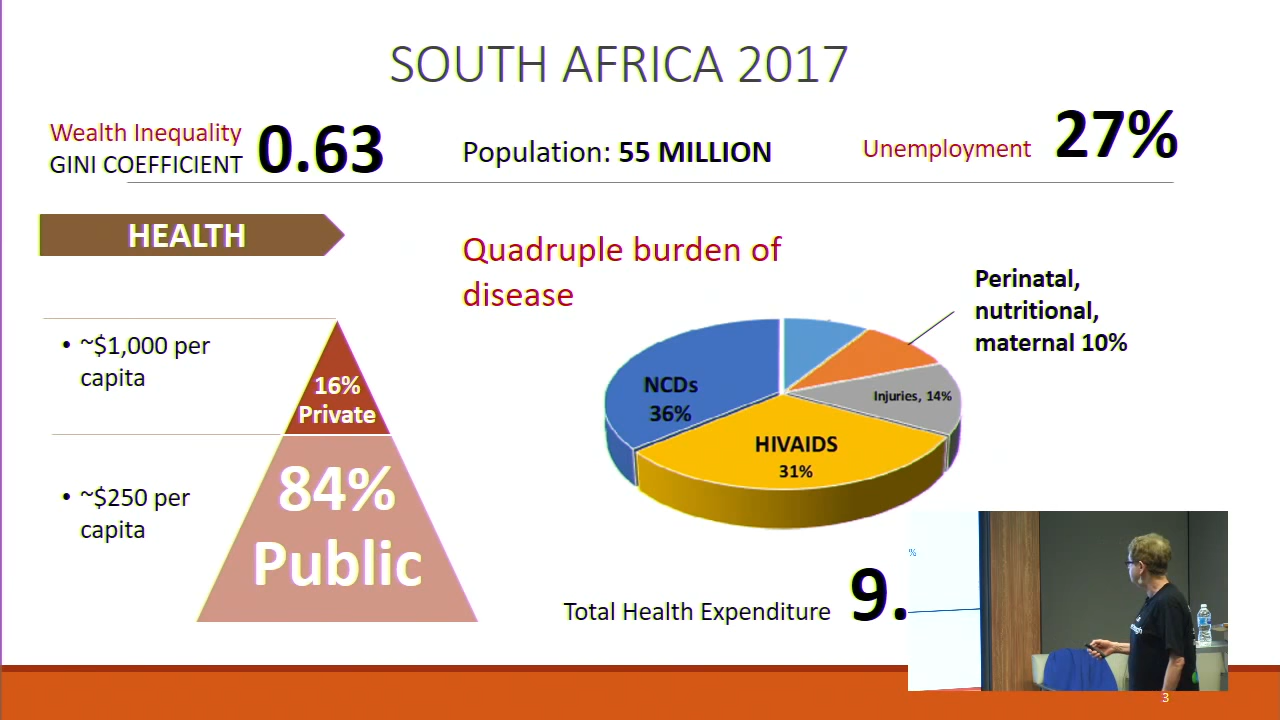 SOUTH AFRICA 2017
Wealth Inequality
GINI COEFFICIENT
0.63
Population: 55 MILLION
Unemployment
27%
HEALTH
• ~$1,000 per
capita
16%
Private
• ~$250 per
capita
84%
Public
Quadruple burden of
disease
Perinatal,
nutritional,
maternal 10%
NCDs
36%
Injuries, 14%
HIVAIDS
31%
Total Health Expenditure
9.
%
3